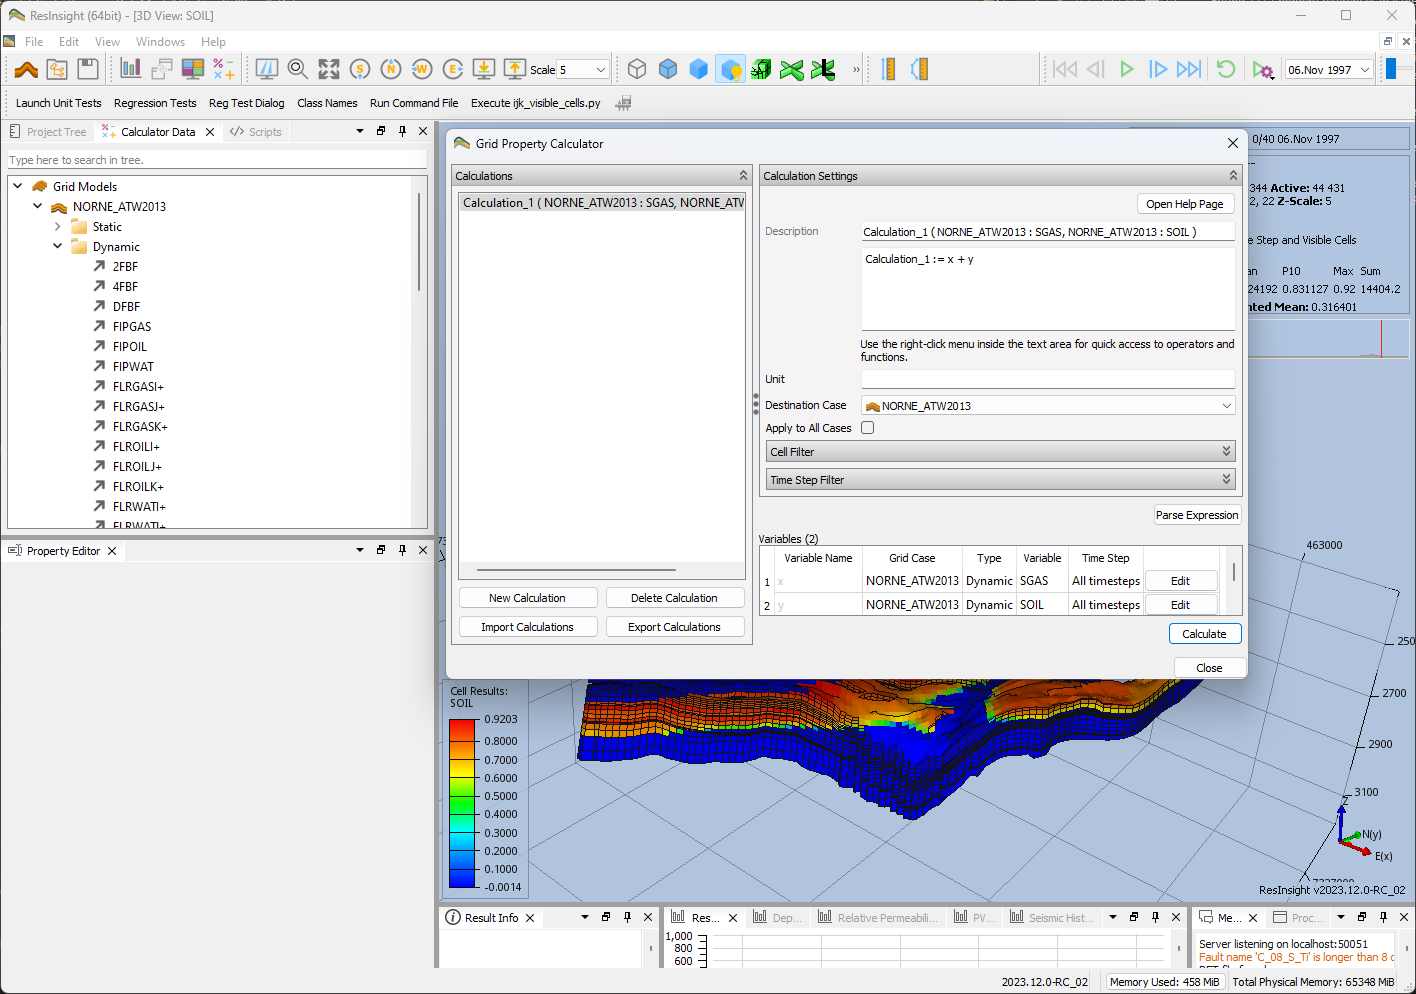 ResInsight (64bit) - [3D View: SOIL]
File Edit View Windows Help
Scale 5
06.Nov 1997
Launch Unit Tests Regression Tests Reg Test Dialog Class Names Run Command File Execute ijk_visible_cells.py
Project Tree Calculator Data Scripts
Type here to search in tree.
Grid Models
NORNE_ATW2013
Static
Dynamic
2FBF
4FBF
DFBF
FIPGAS
FIPOIL
FIPWAT
FLRGASI+
FLRGASJ+
FLRGASK+
FLROILI+
FLROILJ+
FLROILK+
FLRWATI+
Property Editor
Grid Property Calculator
Calculations
Calculation_1 ( NORNE_ATW2013 : SGAS, NORNE_ATW
New Calculation Delete Calculation
Import Calculations Export Calculations
Calculation Settings
Open Help Page
Description Calculation_1 ( NORNE_ATW2013 : SGAS, NORNE_ATW2013 : SOIL )
Calculation_1 := x + y
Use the right-click menu inside the text area for quick access to operators and
functions.
Unit
Destination Case NORNE_ATW2013
Apply to All Cases
Cell Filter
Time Step Filter
Parse Expression
Variables (2)
Variable Name Grid Case Type Variable Time Step
1 x NORNE_ATW2013 Dynamic SGAS All timesteps Edit
2 y NORNE_ATW2013 Dynamic SOIL All timesteps Edit
Calculate
Close
0/40 06.Nov 1997
344 Active: 44 431
2, 22 Z-Scale: 5
e Step and Visible Cells
an P10 Max Sum
24192 0.831127 0.92 14404.2
nted Mean: 0.316401
463000
250
2700
2900
3100
Z
N(y)
E(x)
ResInsight v2023.12.0-RC_02
Cell Results:
SOIL
0.9203
0.8000
0.7000
0.6000
0.5000
0.4000
0.3000
0.2000
0.1000
-0.0014
Result Info
Res... Dep... Relative Permeabili... PV... Seismic Hist...
1,000
800
600
Me... Proc...
Server listening on localhost:50051
Fault name 'C_08_S_Ti' is longer than 8 c
2023.12.0-RC_02 Memory Used: 458 MiB Total Physical Memory: 65348 MiB